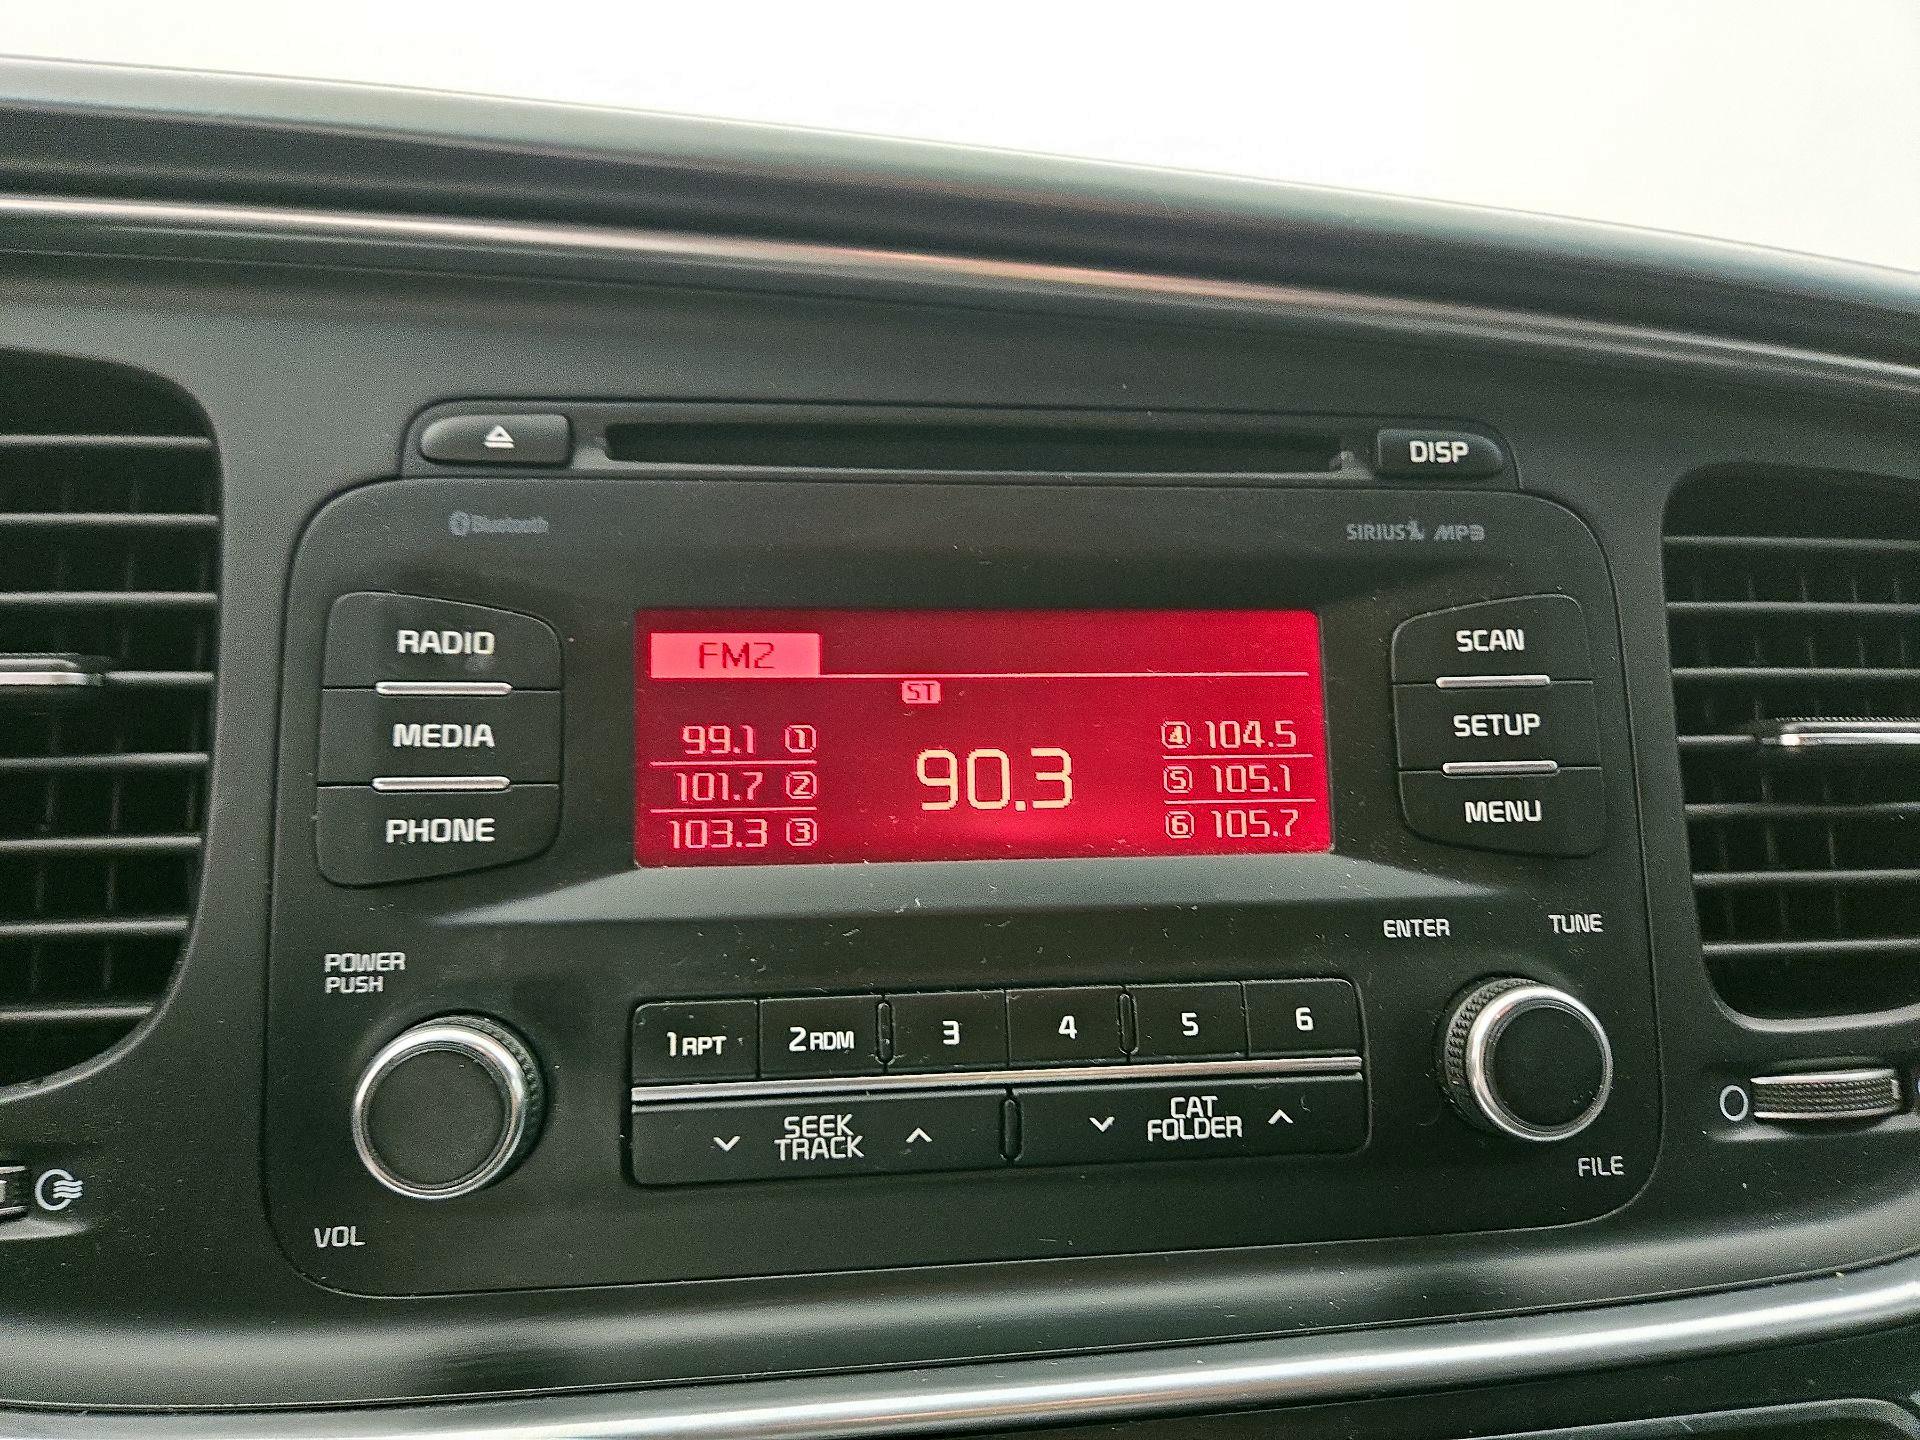 DISP
Bluetooth
SIRIUS MP3
RADIO
MEDIA
PHONE
FM2
ST
99.1 1
101.7 2
103.3 3
90.3
4 104.5
5 105.1
6 105.7
SCAN
SETUP
MENU
POWER
PUSH
VOL
1 RPT
2 RDM
3
4
5
6
SEEK
TRACK
CAT
FOLDER
ENTER
TUNE
FILE